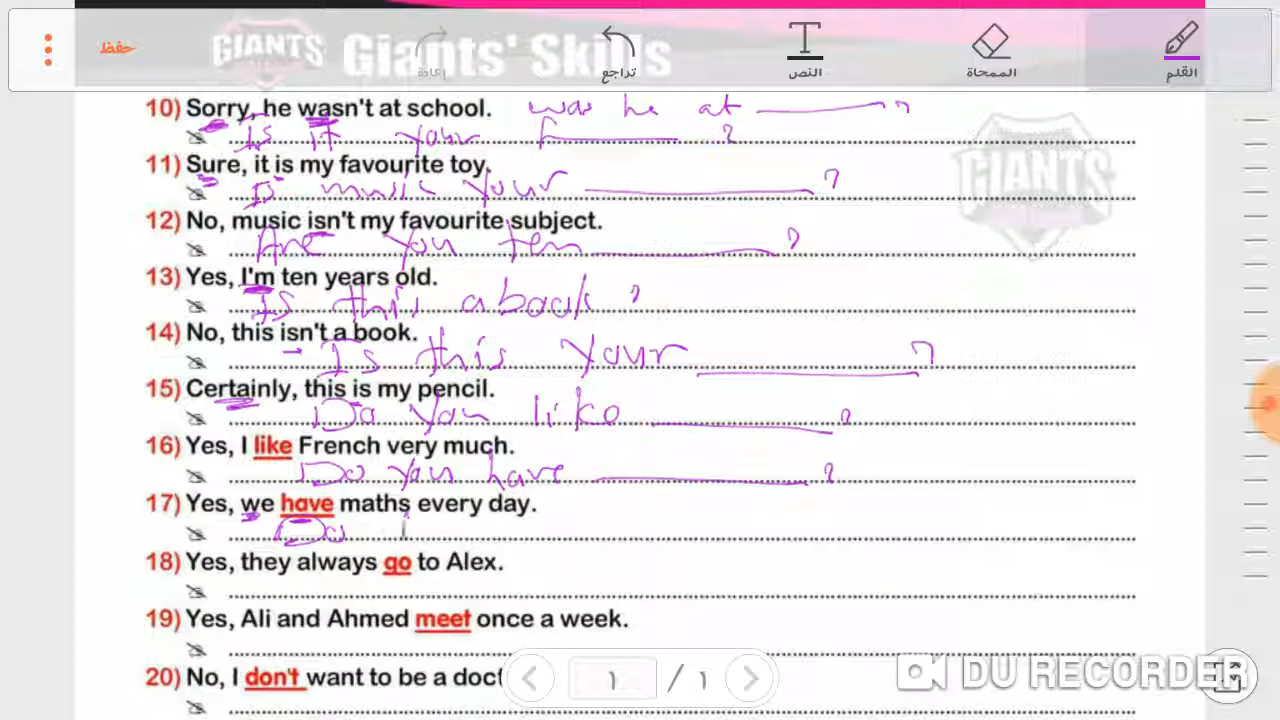 حفظ
إعادة
تراجع
النص
الممحاة
القلم
GIANTS Giants' Skills
10) Sorry, he wasn't at school. was he at ?
Is it your f ?
11) Sure, it is my favourite toy.
Is music your ?
12) No, music isn't my favourite subject.
Are you ten ?
13) Yes, I'm ten years old.
Is this a book ?
14) No, this isn't a book.
Is this your ?
15) Certainly, this is my pencil.
Do you like ?
16) Yes, I like French very much.
Do you have ?
17) Yes, we have maths every day.
Do
18) Yes, they always go to Alex.
19) Yes, Ali and Ahmed meet once a week.
20) No, I don't want to be a doct
GIANTS
١ / ١
DU RECORDER